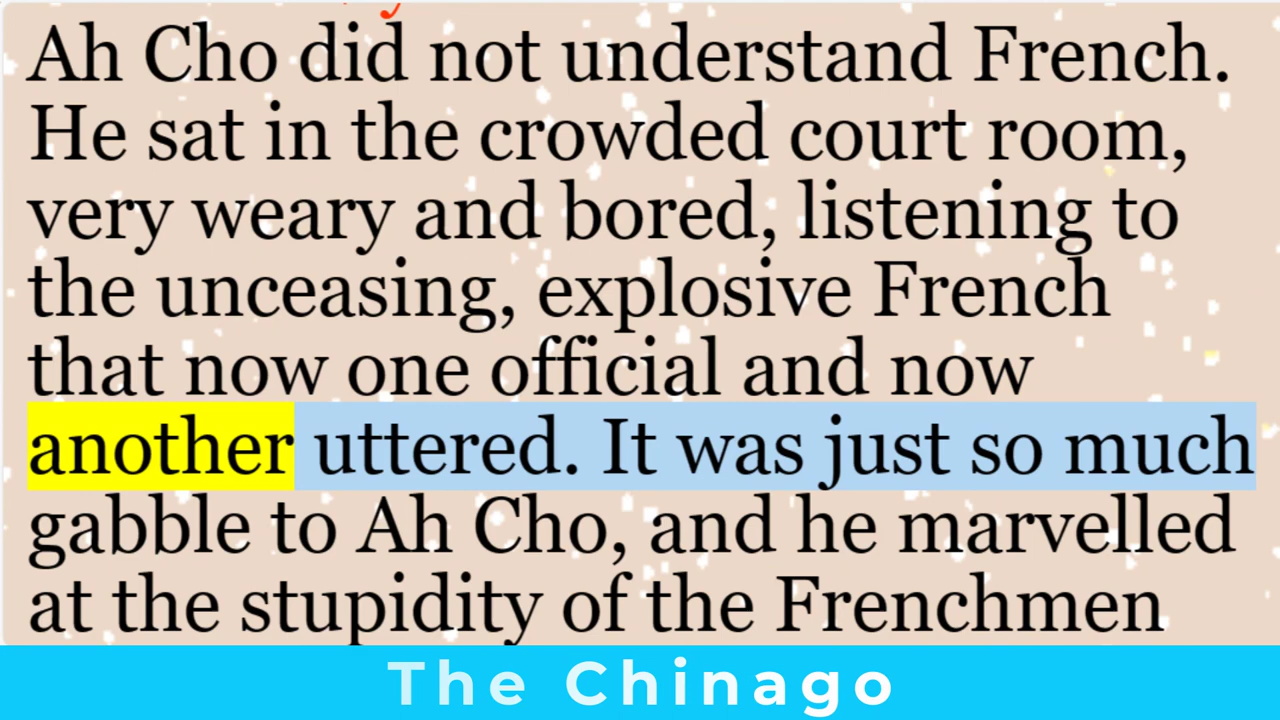 Ah Cho did not understand French.
He sat in the crowded court room,
very weary and bored, listening to
the unceasing, explosive French
that now one official and now
another uttered. It was just so much
gabble to Ah Cho, and he marvelled
at the stupidity of the Frenchmen
The Chinago